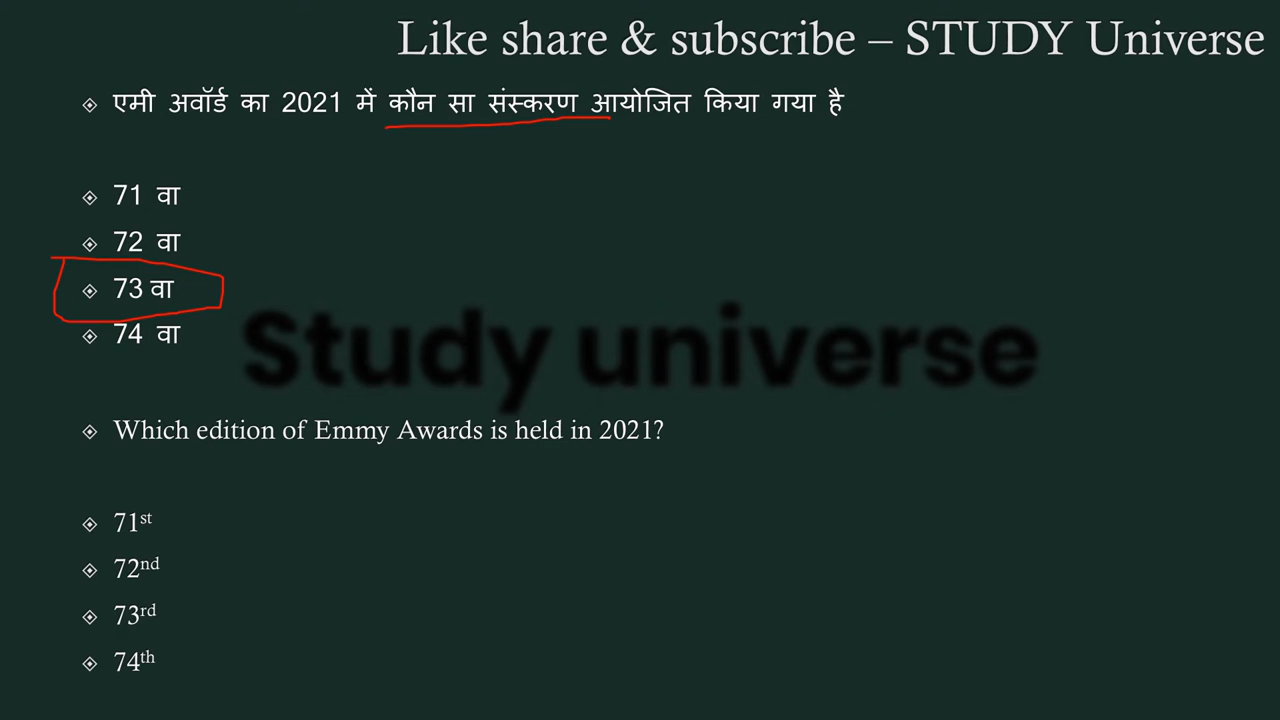 Like share & subscribe – STUDY Universe
एमी अवॉर्ड का 2021 में कौन सा संस्करण आयोजित किया गया है
71 वा
72 वा
73 वा
74 वा
Study universe
Which edition of Emmy Awards is held in 2021?
71st
72nd
73rd
74th